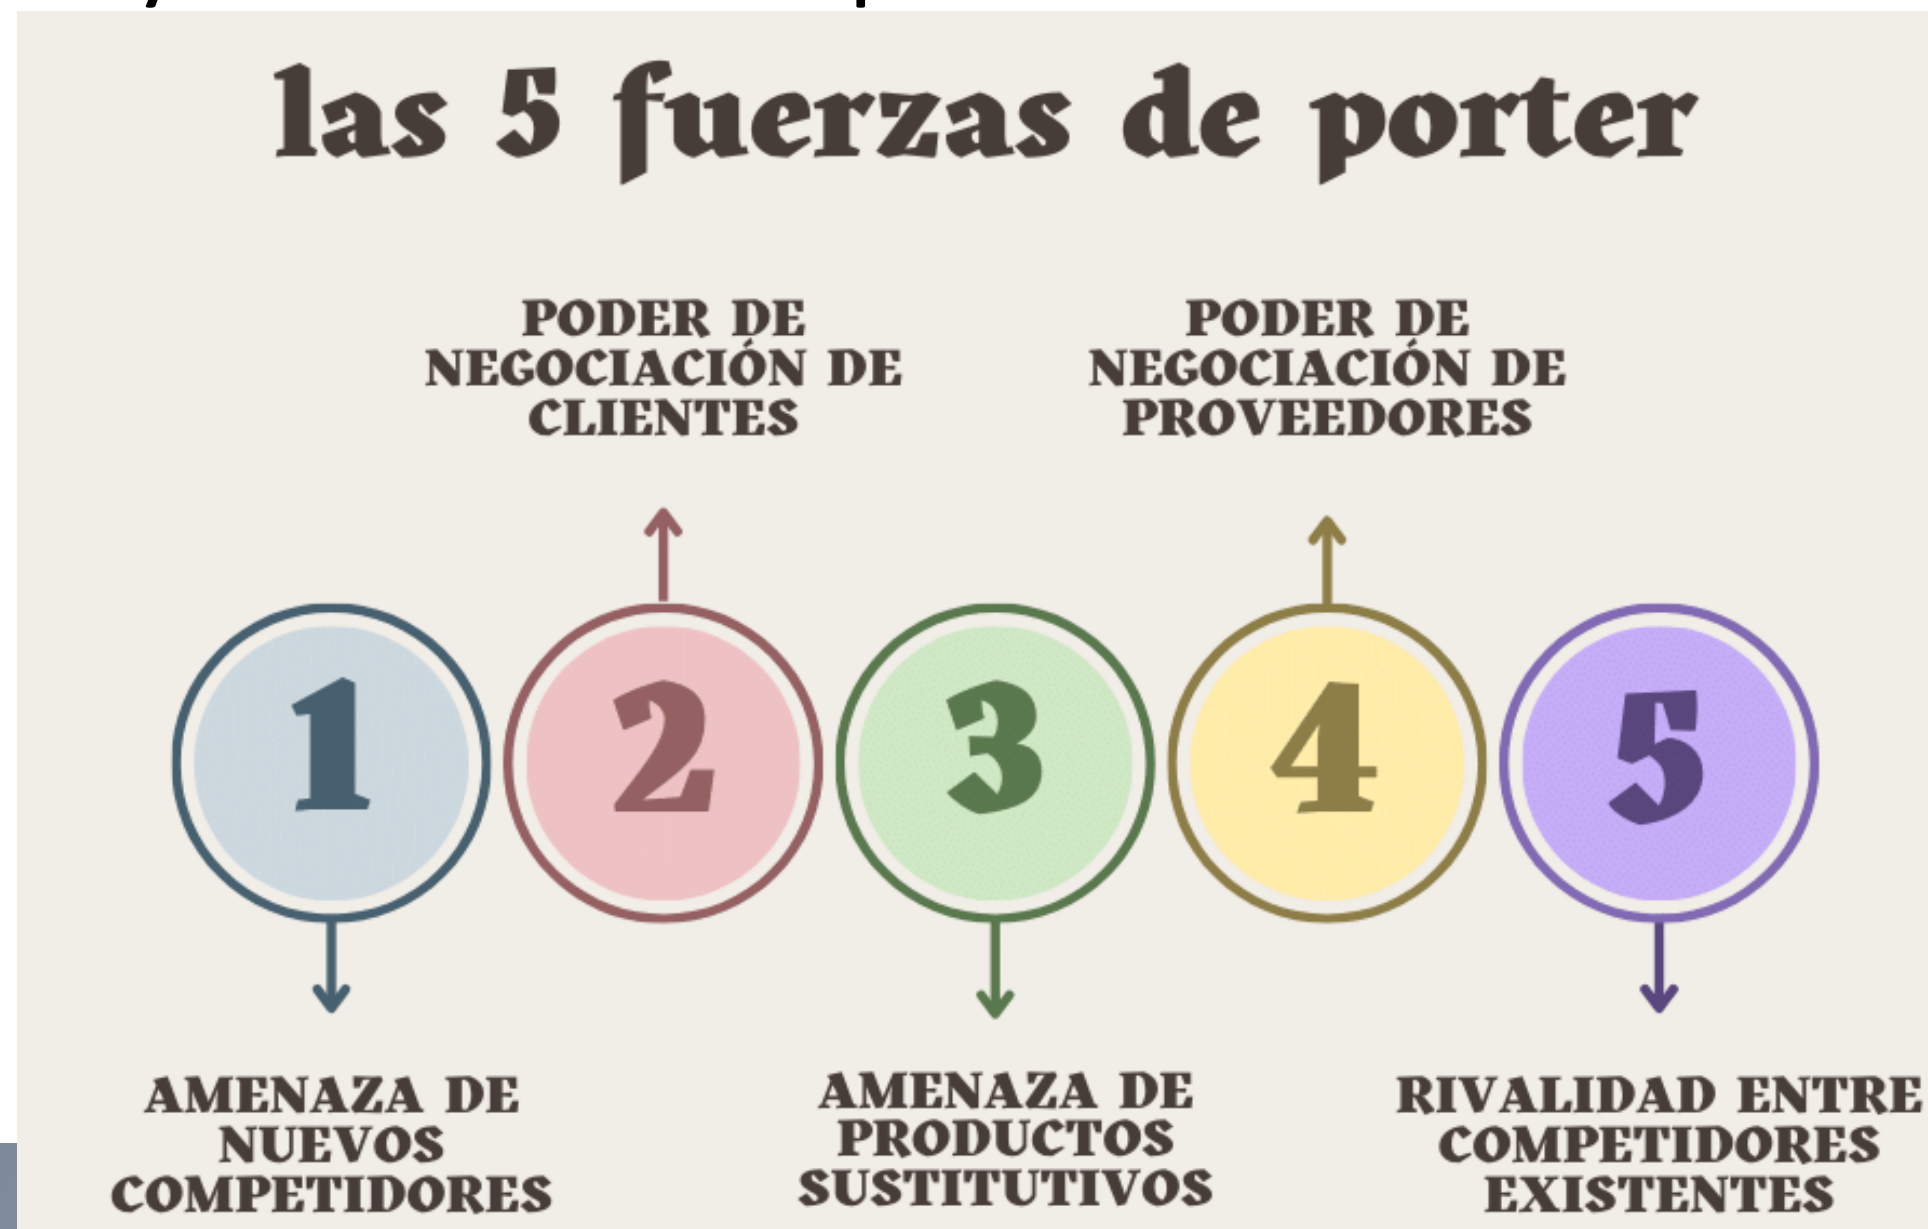 las 5 fuerzas de porter
PODER DE
NEGOCIACIÓN DE
CLIENTES
PODER DE
NEGOCIACIÓN DE
PROVEEDORES
1
2
3
4
5
AMENAZA DE
NUEVOS
COMPETIDORES
AMENAZA DE
PRODUCTOS
SUSTITUTIVOS
RIVALIDAD ENTRE
COMPETIDORES
EXISTENTES